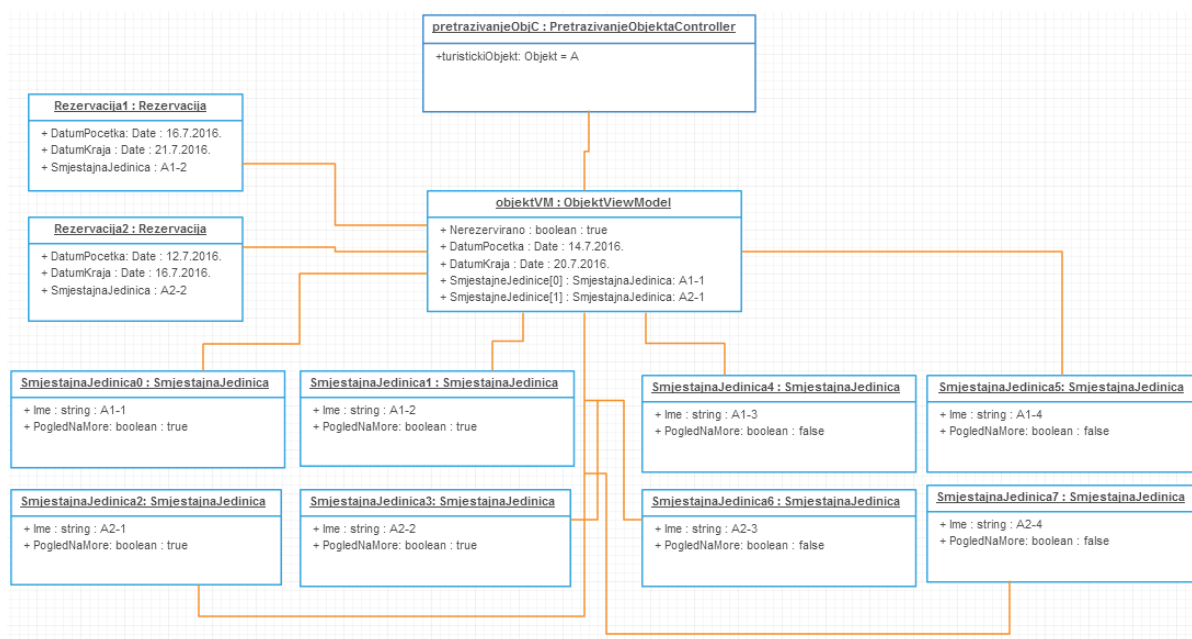 pretrazivanjeObjC : PretrazivanjeObjektaController
+turistickiObjekt: Objekt = A
Rezervacija1 : Rezervacija
+ DatumPocetka: Date : 16.7.2016.
+ DatumKraja : Date : 21.7.2016.
+ SmjestajnaJedinica : A1-2
Rezervacija2 : Rezervacija
+ DatumPocetka: Date : 12.7.2016.
+ DatumKraja : Date : 16.7.2016.
+ SmjestajnaJedinica : A2-2
objektVM : ObjektViewModel
+ Nerezervirano : boolean : true
+ DatumPocetka : Date : 14.7.2016.
+ DatumKraja : Date : 20.7.2016.
+ SmjestajneJedinice[0] : SmjestajnaJedinica: A1-1
+ SmjestajeJedinice[1] : SmjestajnaJedinica: A2-1
SmjestajnaJedinica0 : SmjestajnaJedinica
+ Ime : string : A1-1
+ PogledNaMore: boolean : true
SmjestajnaJedinica1 : SmjestajnaJedinica
+ Ime : string : A1-2
+ PogledNaMore: boolean : true
SmjestajnaJedinica4 : SmjestajnaJedinica
+ Ime : string : A1-3
+ PogledNaMore: boolean : false
SmjestajnaJedinica5: SmjestajnaJedinica
+ Ime : string : A1-4
+ PogledNaMore: boolean : false
SmjestajnaJedinica2: SmjestajnaJedinica
+ Ime : string : A2-1
+ PogledNaMore: boolean : true
SmjestajnaJedinica3: SmjestajnaJedinica
+ Ime : string : A2-2
+ PogledNaMore: boolean : true
SmjestajnaJedinica6 : SmjestajnaJedinica
+ Ime : string : A2-3
+ PogledNaMore: boolean : false
SmjestajnaJedinica7 : SmjestajnaJedinica
+ Ime : string : A2-4
+ PogledNaMore: boolean : false